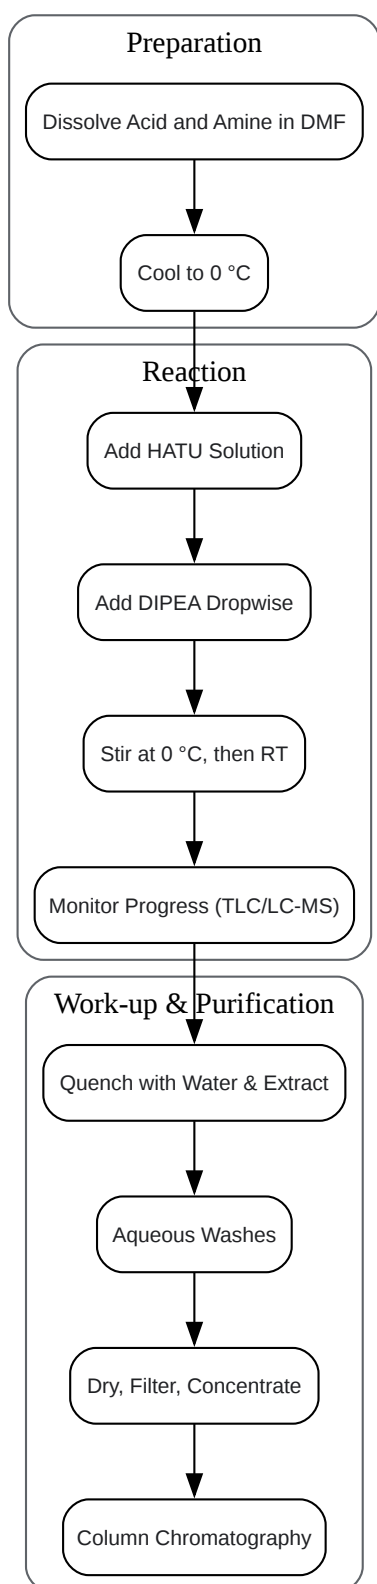 Preparation
Dissolve Acid and Amine in DMF
Cool to 0 °C
Reaction
Add HATU Solution
Add DIPEA Dropwise
Stir at 0 °C, then RT
Monitor Progress (TLC/LC-MS)
Work-up & Purification
Quench with Water & Extract
Aqueous Washes
Dry, Filter, Concentrate
Column Chromatography